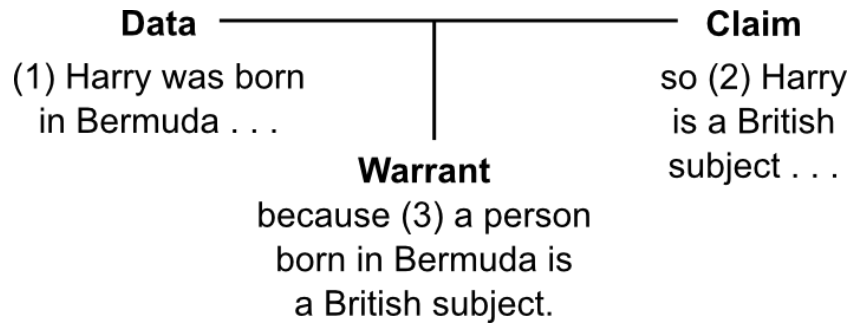 Data
(1) Harry was born
in Bermuda . . .
Claim
so (2) Harry
is a British
subject . . .
Warrant
because (3) a person
born in Bermuda is
a British subject.